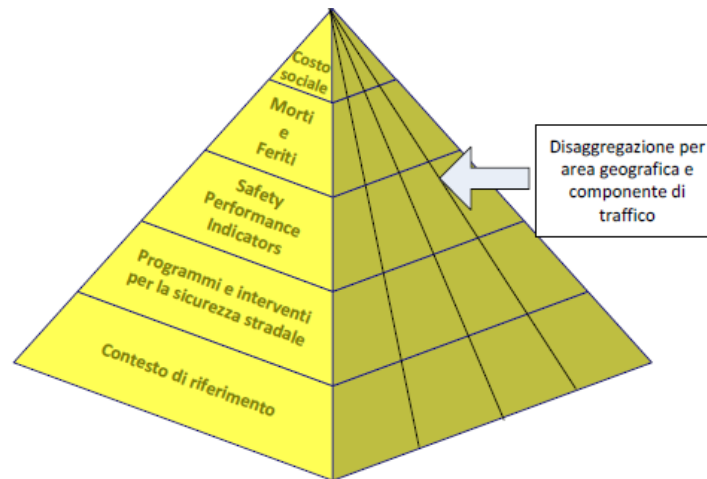 Costo
sociale
Morti
e
Feriti
Safety
Performance
Indicators
Programmi e interventi
per la sicurezza stradale
Contesto di riferimento
Disaggregazione per
area geografica e
componente di
traffico